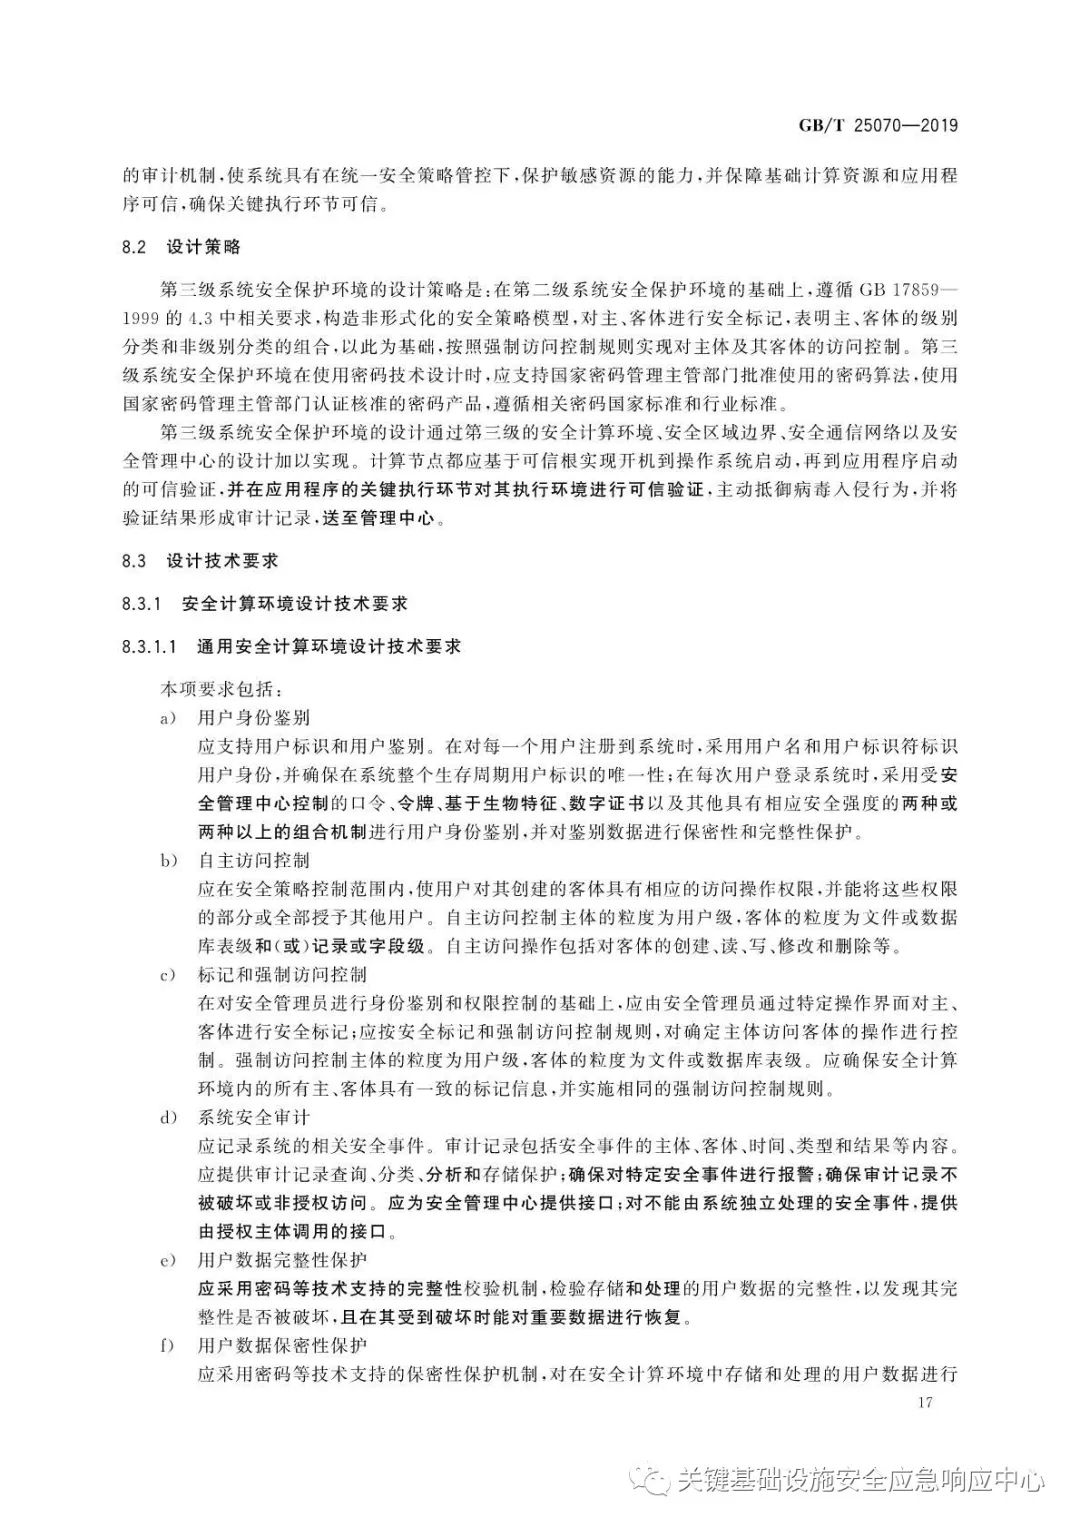 GB/T 25070—2019
的审计机制,使系统具有在统一安全策略管控下,保护敏感资源的能力,并保障基础计算资源和应用程
序可信,确保关键执行环节可信。
8.2 设计策略
第三级系统安全保护环境的设计策略是:在第二级系统安全保护环境的基础上,遵循 GB 17859—
1999 的 4.3 中相关要求,构造非形式化的安全策略模型,对主、客体进行安全标记,表明主、客体的级别
分类和非级别分类的组合,以此为基础,按照强制访问控制规则实现对主体及其客体的访问控制。第三
级系统安全保护环境在使用密码技术设计时,应支持国家密码管理主管部门批准使用的密码算法,使用
国家密码管理主管部门认证核准的密码产品,遵循相关密码国家标准和行业标准。
第三级系统安全保护环境的设计通过第三级的安全计算环境、安全区域边界、安全通信网络以及安
全管理中心的设计加以实现。计算节点都应基于可信根实现开机到操作系统启动,再到应用程序启动
的可信验证,并在应用程序的关键执行环节对其执行环境进行可信验证,主动抵御病毒入侵行为,并将
验证结果形成审计记录,送至管理中心。
8.3 设计技术要求
8.3.1 安全计算环境设计技术要求
8.3.1.1 通用安全计算环境设计技术要求
本项要求包括:
a) 用户身份鉴别
应支持用户标识和用户鉴别。在对每一个用户注册到系统时,采用用户名和用户标识符标识
用户身份,并确保在系统整个生存周期用户标识的唯一性;在每次用户登录系统时,采用受安
全管理中心控制的口令、令牌、基于生物特征、数字证书以及其他具有相应安全强度的两种或
两种以上的组合机制进行用户身份鉴别,并对鉴别数据进行保密性和完整性保护。
b) 自主访问控制
应在安全策略控制范围内,使用户对其创建的客体具有相应的访问操作权限,并能将这些权限
的部分或全部授予其他用户。自主访问控制主体的粒度为用户级,客体的粒度为文件或数据
库表级和(或)记录或字段级。自主访问操作包括对客体的创建、读、写、修改和删除等。
c) 标记和强制访问控制
在对安全管理员进行身份鉴别和权限控制的基础上,应由安全管理员通过特定操作界面对主、
客体进行安全标记;应按安全标记和强制访问控制规则,对确定主体访问客体的操作进行控
制。强制访问控制主体的粒度为用户级,客体的粒度为文件或数据库表级。应确保安全计算
环境内的所有主、客体具有一致的标记信息,并实施相同的强制访问控制规则。
d) 系统安全审计
应记录系统的相关安全事件。审计记录包括安全事件的主体、客体、时间、类型和结果等内容。
应提供审计记录查询、分类、分析和存储保护;确保对特定安全事件进行报警;确保审计记录不
被破坏或非授权访问。应为安全管理中心提供接口;对不能由系统独立处理的安全事件,提供
由授权主体调用的接口。
e) 用户数据完整性保护
应采用密码等技术支持的完整性校验机制,检验存储和处理的用户数据的完整性,以发现其完
整性是否被破坏,且在其受到破坏时能对重要数据进行恢复。
f) 用户数据保密性保护
应采用密码等技术支持的保密性保护机制,对在安全计算环境中存储和处理的用户数据进行
17
关键基础设施安全应急响应中心